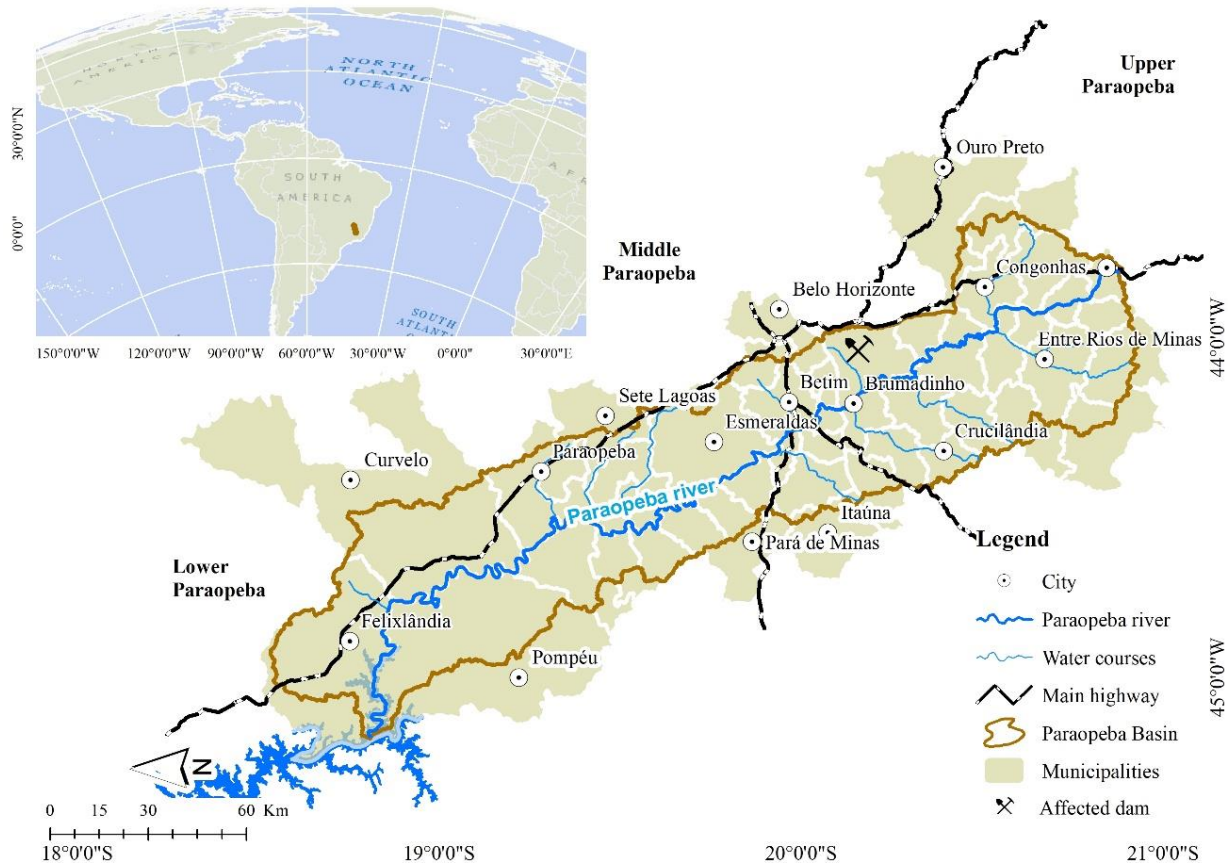 NORTH
AMERICA
NORTH
ATLANTIC
OCEAN
SOUTH
AMERICA
SOUTH
ATLANTIC
30°0'0"N
0°0'0"
150°0'0"W
120°0'0"W
90°0'0"W
60°0'0"W
30°0'0"W
0°0'0"
30°0'0"E
Upper
Paraopeba
Ouro Preto
Middle
Paraopeba
Congonhas
Belo Horizonte
Entre Rios de Minas
44°0'0"W
Betim
Brumadinho
Sete Lagoas
Esmeraldas
Crucilândia
Curvelo
Paraopeba
Paraopeba river
Itaúna
Pará de Minas
Lower
Paraopeba
Felixlândia
Pompéu
45°0'0"W
Legend
City
Paraopeba river
Water courses
Main highway
Paraopeba Basin
Municipalities
Affected dam
N
0 15 30 60 Km
18°0'0"S
19°0'0"S
20°0'0"S
21°0'0"S